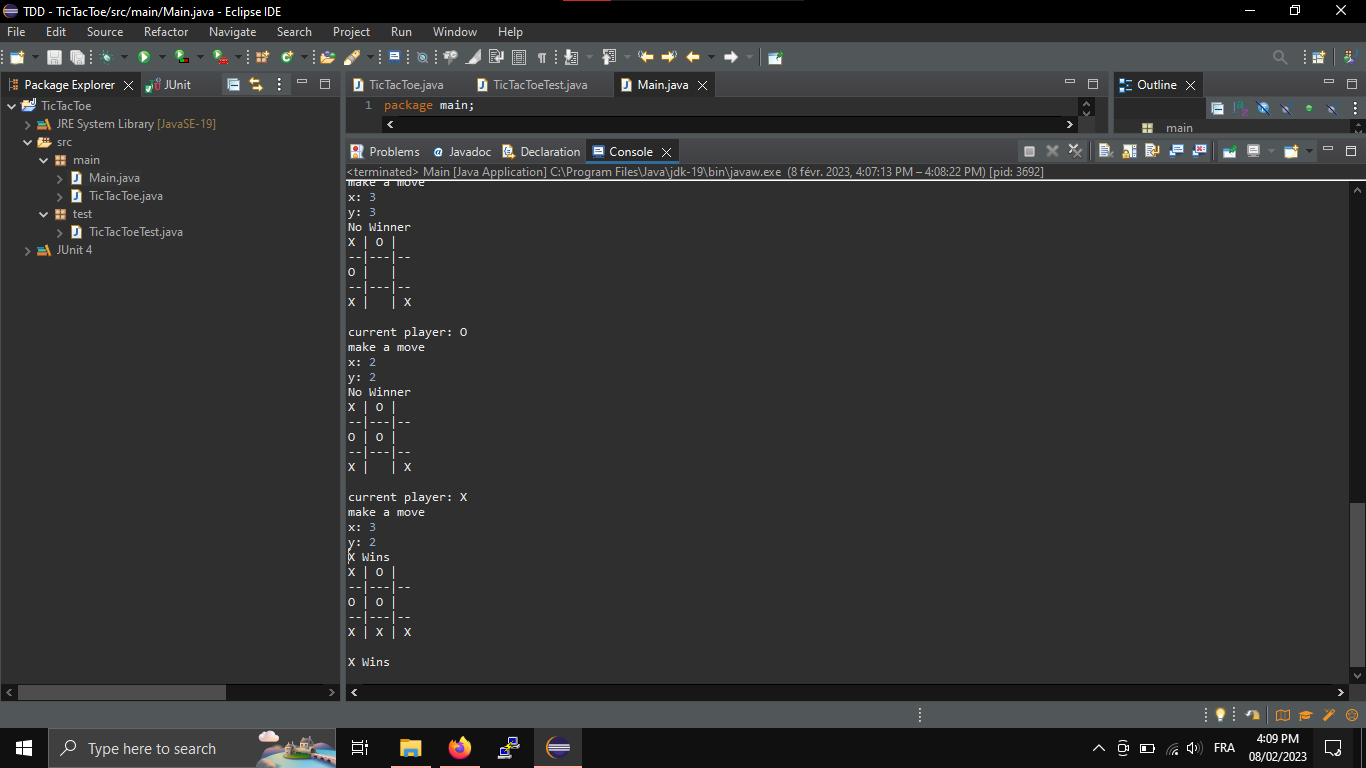 TDD - TicTacToe/src/main/Main.java - Eclipse IDE
File Edit Source Refactor Navigate Search Project Run Window Help
Package Explorer
JUnit
TicTacToe
JRE System Library [JavaSE-19]
src
main
Main.java
TicTacToe.java
test
TicTacToeTest.java
JUnit 4
TicTacToe.java TicTacToeTest.java Main.java
1 package main;
Outline
main
Problems Javadoc Declaration Console
<terminated> Main [Java Application] C:\Program Files\Java\jdk-19\bin\javaw.exe (8 févr. 2023, 4:07:13 PM – 4:08:22 PM) [pid: 3692]
make a move
x: 3
y: 3
No Winner
X | O |
--|---|--
O |   |
--|---|--
X |   | X
current player: O
make a move
x: 2
y: 2
No Winner
X | O |
--|---|--
O | O |
--|---|--
X |   | X
current player: X
make a move
x: 3
y: 2
X Wins
X | O |
--|---|--
O | O |
--|---|--
X | X | X
X Wins
Type here to search
FRA
4:09 PM
08/02/2023